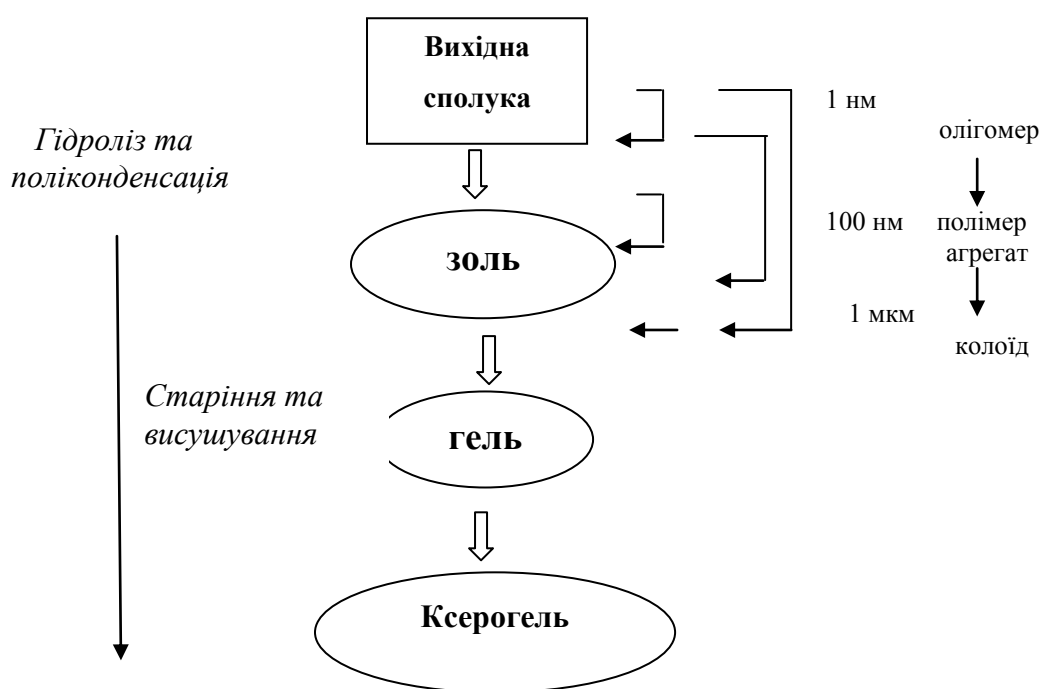 Вихідна
сполука
1 нм
олігомер
Гідроліз та
поліконденсація
золь
100 нм
полімер
агрегат
1 мкм
колоїд
Старіння та
висушування
гель
Ксерогель